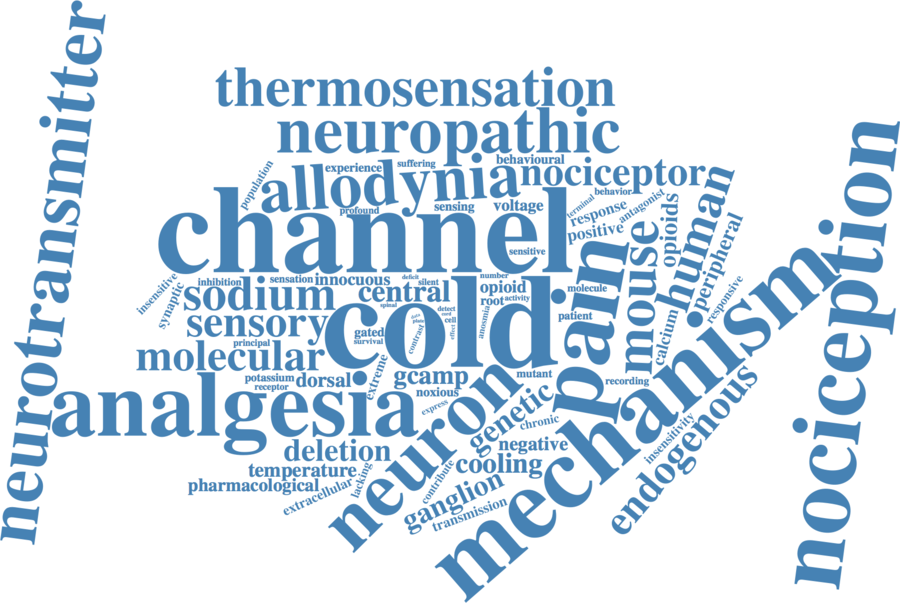 neurotransmitter
thermosensation
neuropathic
experience
suffering
behavioural
population
allodynia
nociceptor
profound
sensing
voltage
terminal
behavior
response
antagonist
positive
opioids
channel
sensitive
pain
mouse
human
peripheral
nociception
insensitive
synaptic
inhibition
sensation
innocuous
deficit
silent
number
sodium
central
opioid
molecule
spinal
root
activity
sensory
cold
detect
cord
cell
gated
survival
contrast
effect
anosmia
patient
calcium
responsive
mechanism
principal
molecular
extreme
potassium
receptor
dorsal
gcamp
mutant
recording
noxious
analgesia
express
neuron
genetic
chronic
endogenous
insensitivity
deletion
negative
temperature
lacking
cooling
pharmacological
contribute
extracellular
ganglion
transmission